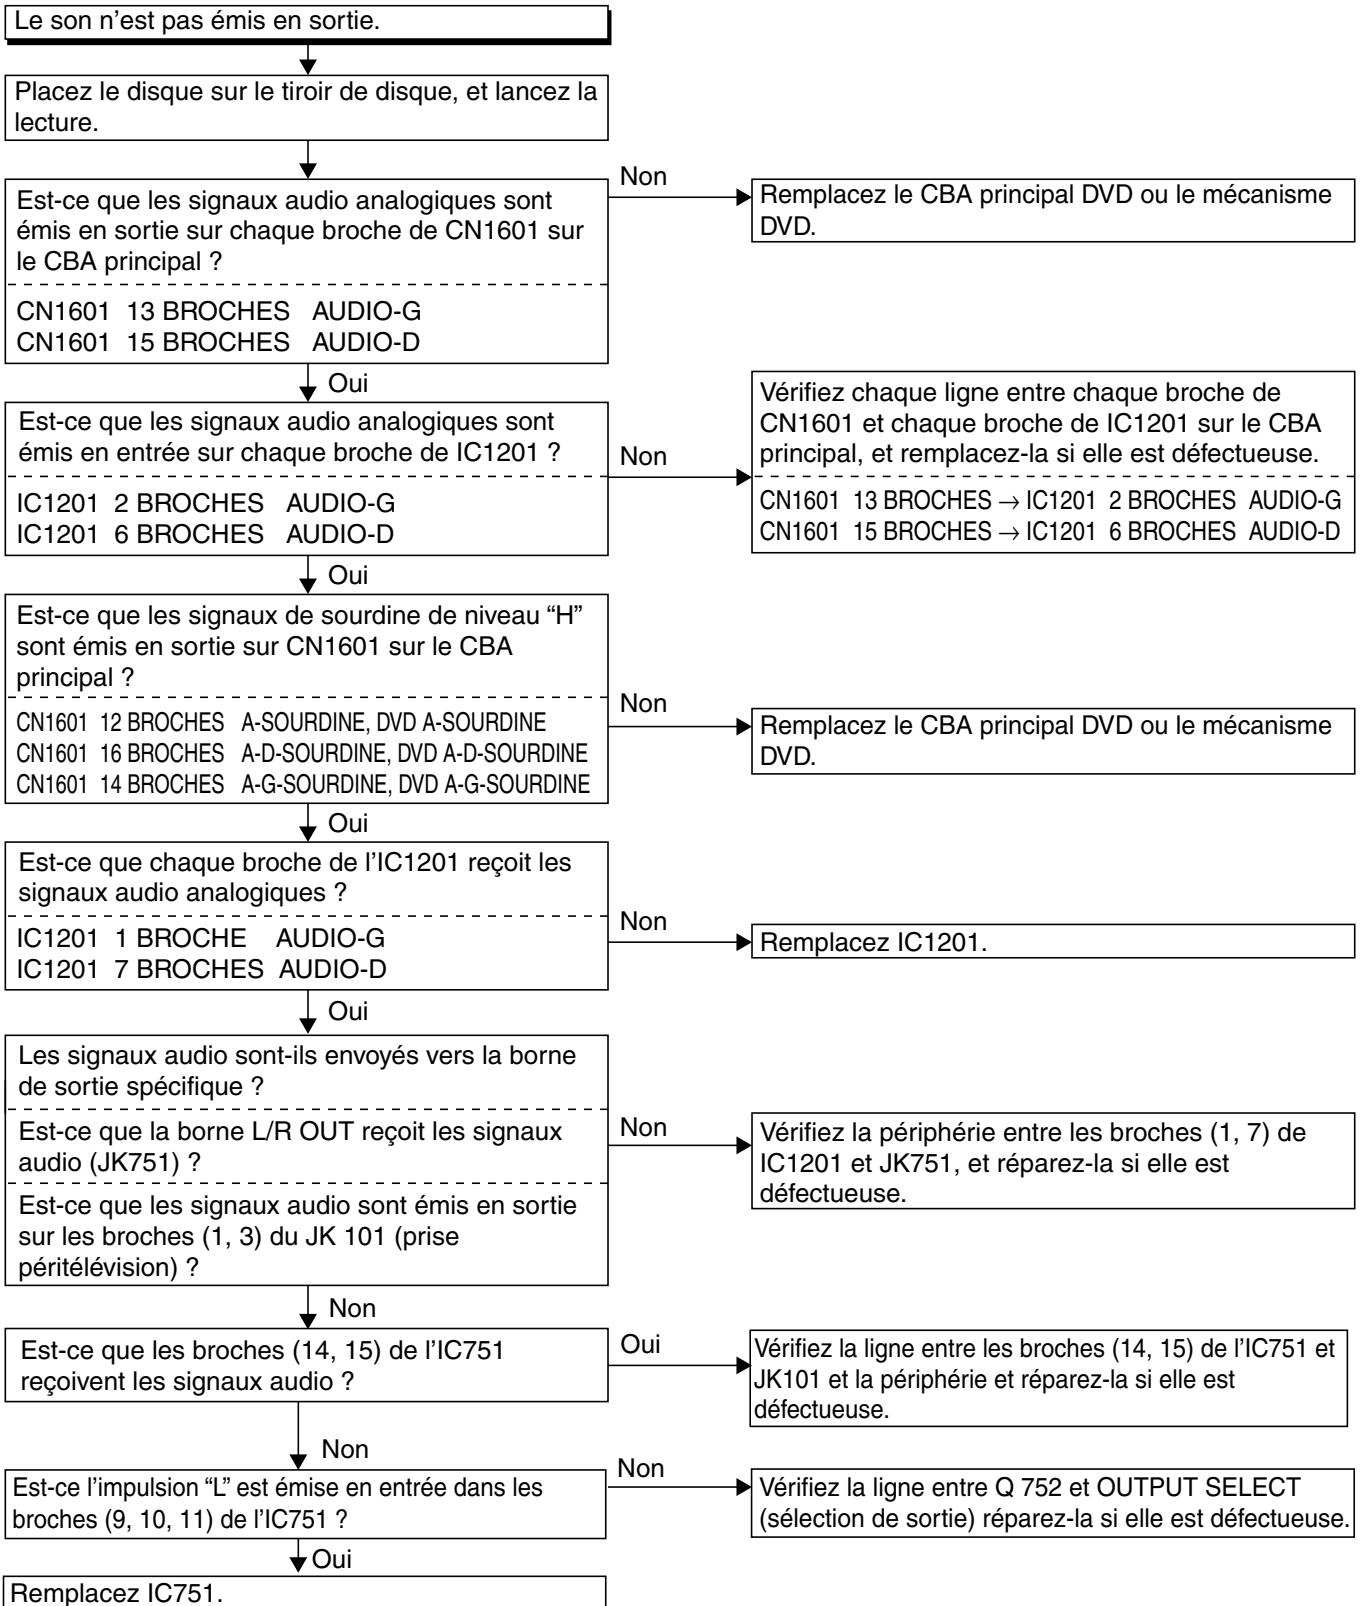 Le son n’est pas émis en sortie.
Placez le disque sur le tiroir de disque, et lancez la
lecture.
Est-ce que les signaux audio analogiques sont
émis en sortie sur chaque broche de CN1601 sur
le CBA principal ?
CN1601 13 BROCHES AUDIO-G
CN1601 15 BROCHES AUDIO-D
Non
Remplacez le CBA principal DVD ou le mécanisme
DVD.
Oui
Est-ce que les signaux audio analogiques sont
émis en entrée sur chaque broche de IC1201 ?
IC1201 2 BROCHES AUDIO-G
IC1201 6 BROCHES AUDIO-D
Non
Vérifiez chaque ligne entre chaque broche de
CN1601 et chaque broche de IC1201 sur le CBA
principal, et remplacez-la si elle est défectueuse.
CN1601 13 BROCHES → IC1201 2 BROCHES AUDIO-G
CN1601 15 BROCHES → IC1201 6 BROCHES AUDIO-D
Oui
Est-ce que les signaux de sourdine de niveau “H”
sont émis en sortie sur CN1601 sur le CBA
principal ?
CN1601 12 BROCHES A-SOURDINE, DVD A-SOURDINE
CN1601 16 BROCHES A-D-SOURDINE, DVD A-D-SOURDINE
CN1601 14 BROCHES A-G-SOURDINE, DVD A-G-SOURDINE
Non
Remplacez le CBA principal DVD ou le mécanisme
DVD.
Oui
Est-ce que chaque broche de l’IC1201 reçoit les
signaux audio analogiques ?
IC1201 1 BROCHE AUDIO-G
IC1201 7 BROCHES AUDIO-D
Non
Remplacez IC1201.
Oui
Les signaux audio sont-ils envoyés vers la borne
de sortie spécifique ?
Est-ce que la borne L/R OUT reçoit les signaux
audio (JK751) ?
Est-ce que les signaux audio sont émis en sortie
sur les broches (1, 3) du JK 101 (prise
péritélévision) ?
Non
Vérifiez la périphérie entre les broches (1, 7) de
IC1201 et JK751, et réparez-la si elle est
défectueuse.
Non
Est-ce que les broches (14, 15) de l’IC751
reçoivent les signaux audio ?
Oui
Vérifiez la ligne entre les broches (14, 15) de l’IC751 et
JK101 et la périphérie et réparez-la si elle est
défectueuse.
Non
Est-ce l’impulsion “L” est émise en entrée dans les
broches (9, 10, 11) de l’IC751 ?
Non
Vérifiez la ligne entre Q 752 et OUTPUT SELECT
(sélection de sortie) réparez-la si elle est défectueuse.
Oui
Remplacez IC751.